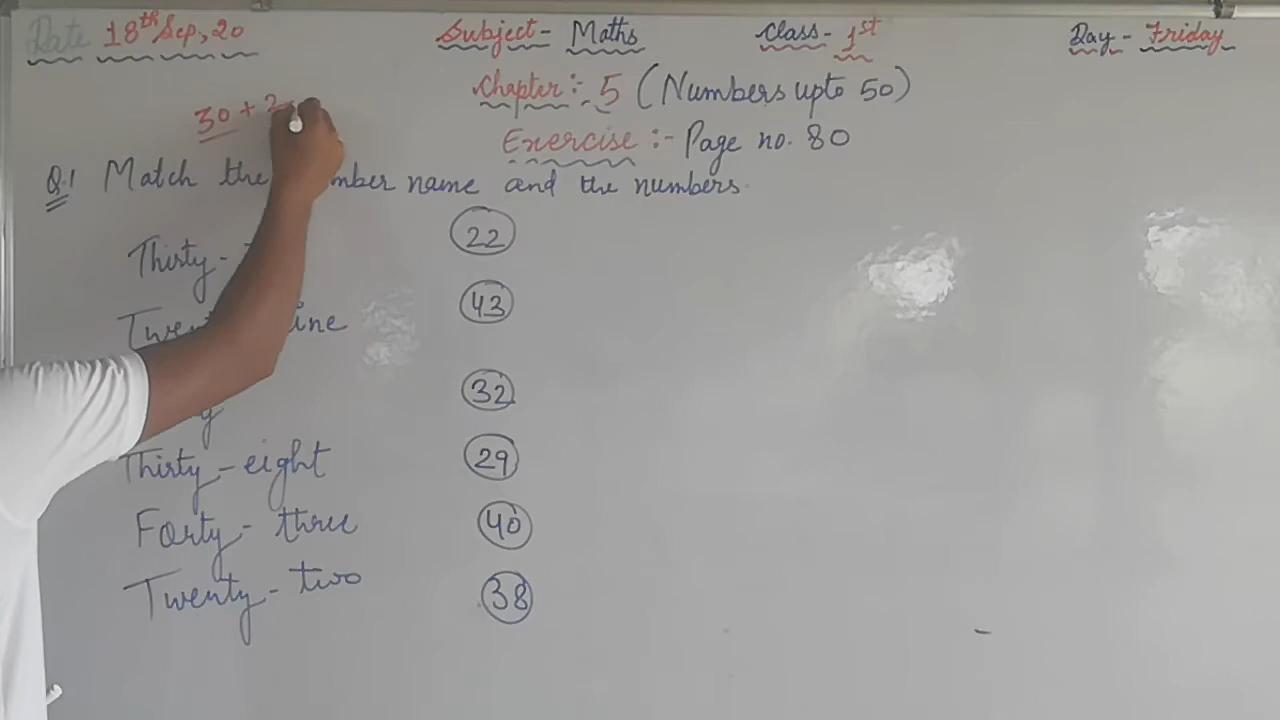 Date 18th Sep, 20 Subject - Maths Class - 1st Day - Friday
Chapter :- 5 (Numbers upto 50)
30 + 2
Exercise :- Page no. 80
Q.1 Match the name and the numbers.
Thirty - 22
43
32
Thirty - eight 29
Forty - three 40
Twenty - two 38